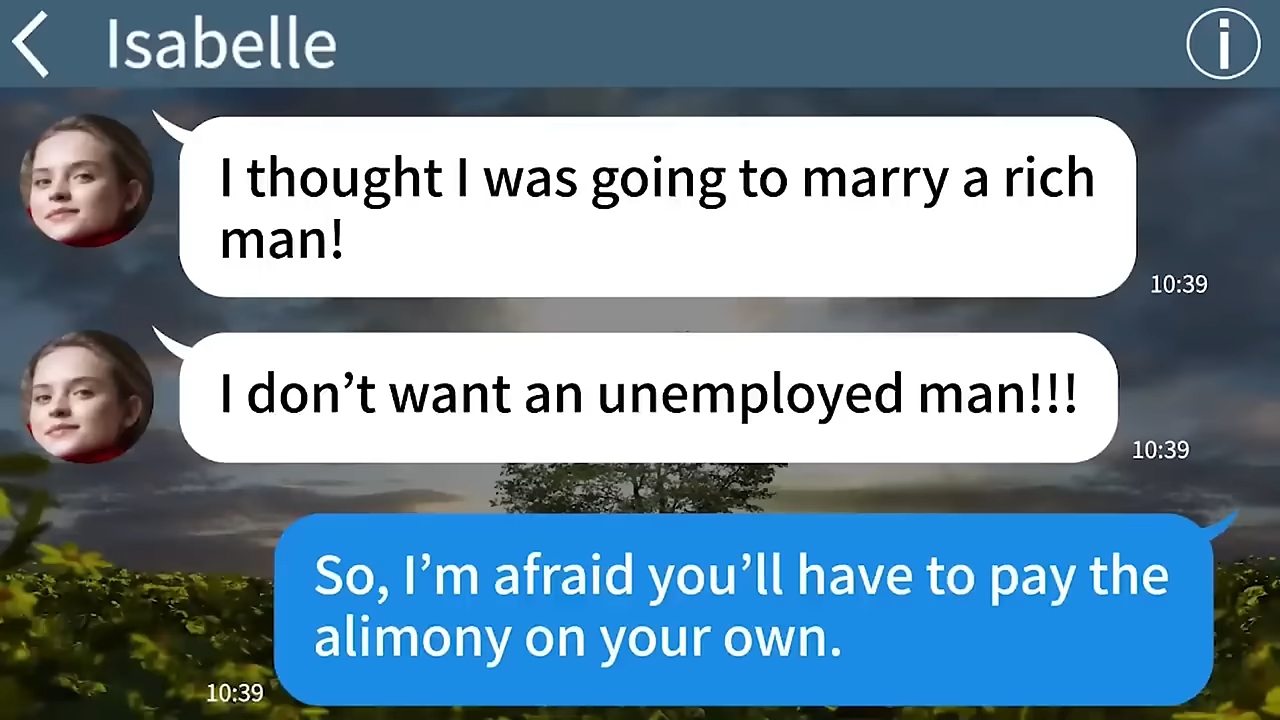 Isabelle
I thought I was going to marry a rich
man!
10:39
I don’t want an unemployed man!!!
10:39
So, I’m afraid you’ll have to pay the
alimony on your own.
10:39